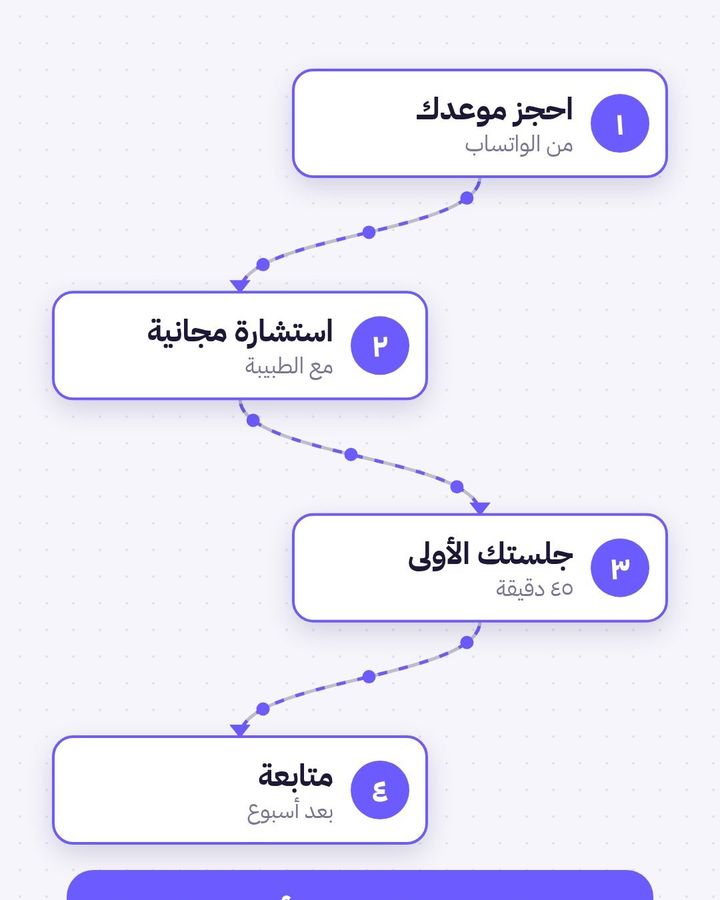 ١
احجز موعدك
من الواتساب
٢
استشارة مجانية
مع الطبيبة
٣
جلستك الأولى
٤٥ دقيقة
٤
متابعة
بعد أسبوع